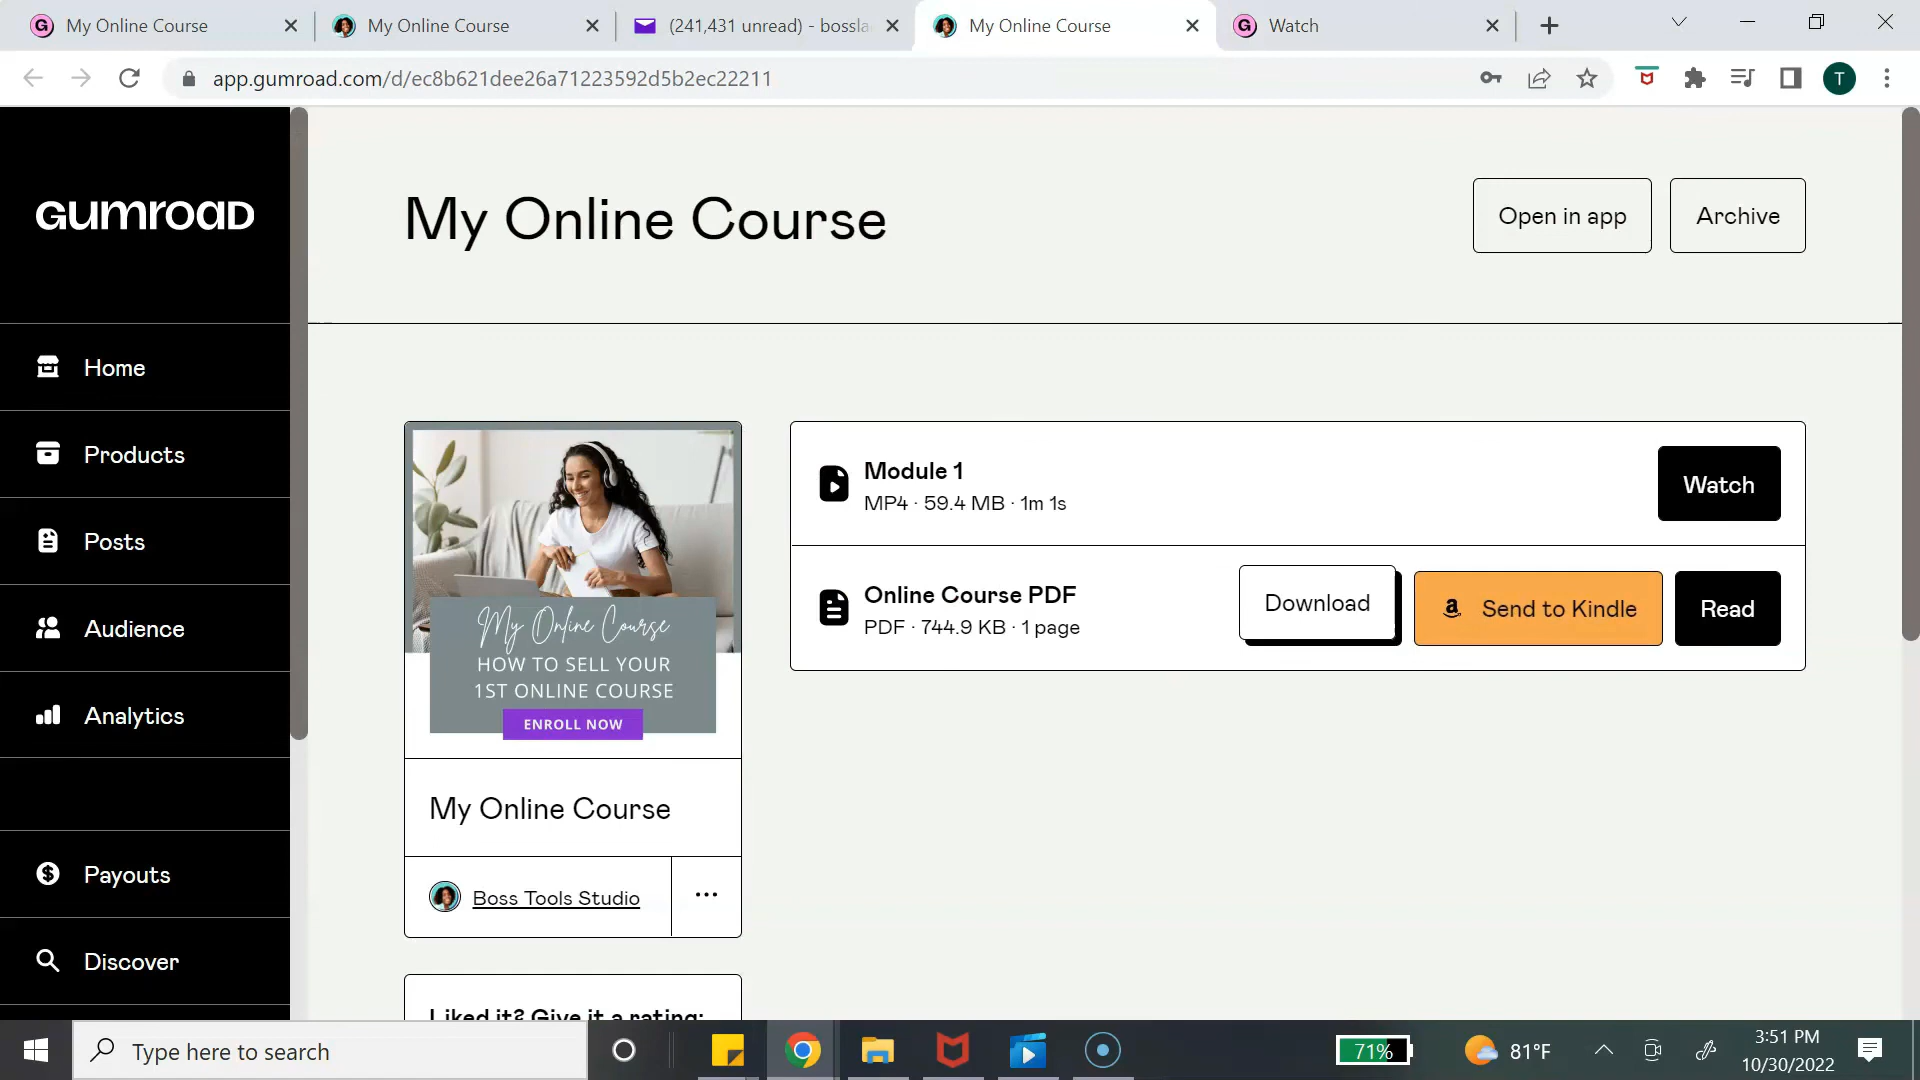 My Online Course
My Online Course
(241,431 unread) - bossla
My Online Course
Watch
app.gumroad.com/d/ec8b621dee26a71223592d5b2ec22211
T
GUMROAD
My Online Course
Open in app
Archive
Home
Products
Posts
Audience
Analytics
Payouts
Discover
My Online Course
HOW TO SELL YOUR
1ST ONLINE COURSE
ENROLL NOW
My Online Course
Boss Tools Studio
Liked it? Give it a rating:
Module 1
MP4 · 59.4 MB · 1m 1s
Watch
Online Course PDF
PDF · 744.9 KB · 1 page
Download
Send to Kindle
Read
Type here to search
71%
81°F
3:51 PM
10/30/2022